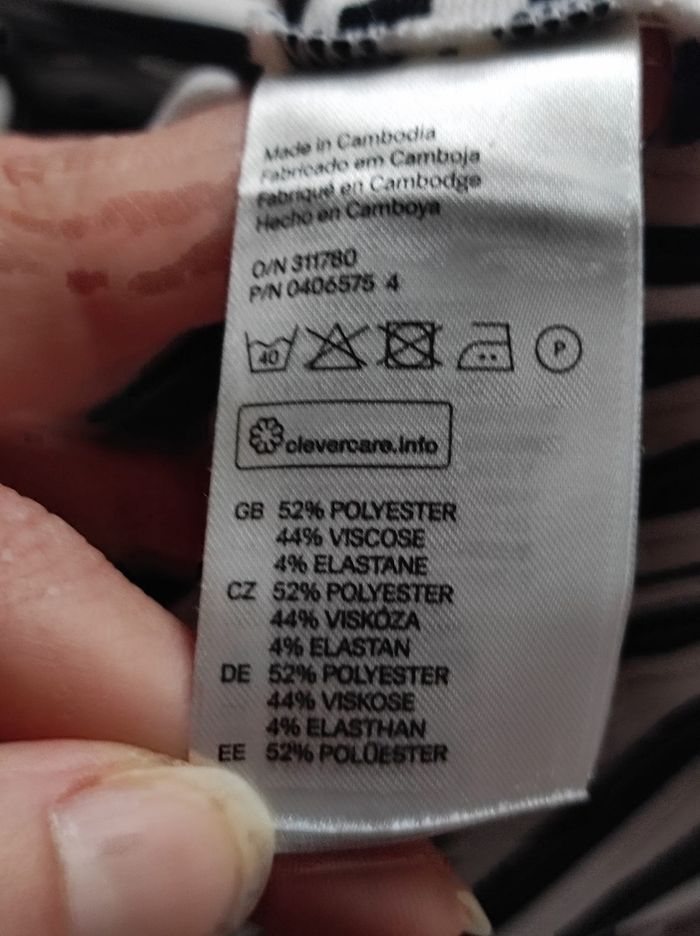 Made in Cambodia
Fabricado em Camboja
Fabriqué en Cambodge
Hecho en Camboya
O/N 311780
P/N 0406575 4
40 P
clevercare.info
GB 52% POLYESTER
44% VISCOSE
4% ELASTANE
CZ 52% POLYESTER
44% VISKÓZA
4% ELASTAN
DE 52% POLYESTER
44% VISKOSE
4% ELASTHAN
EE 52% POLÜESTER